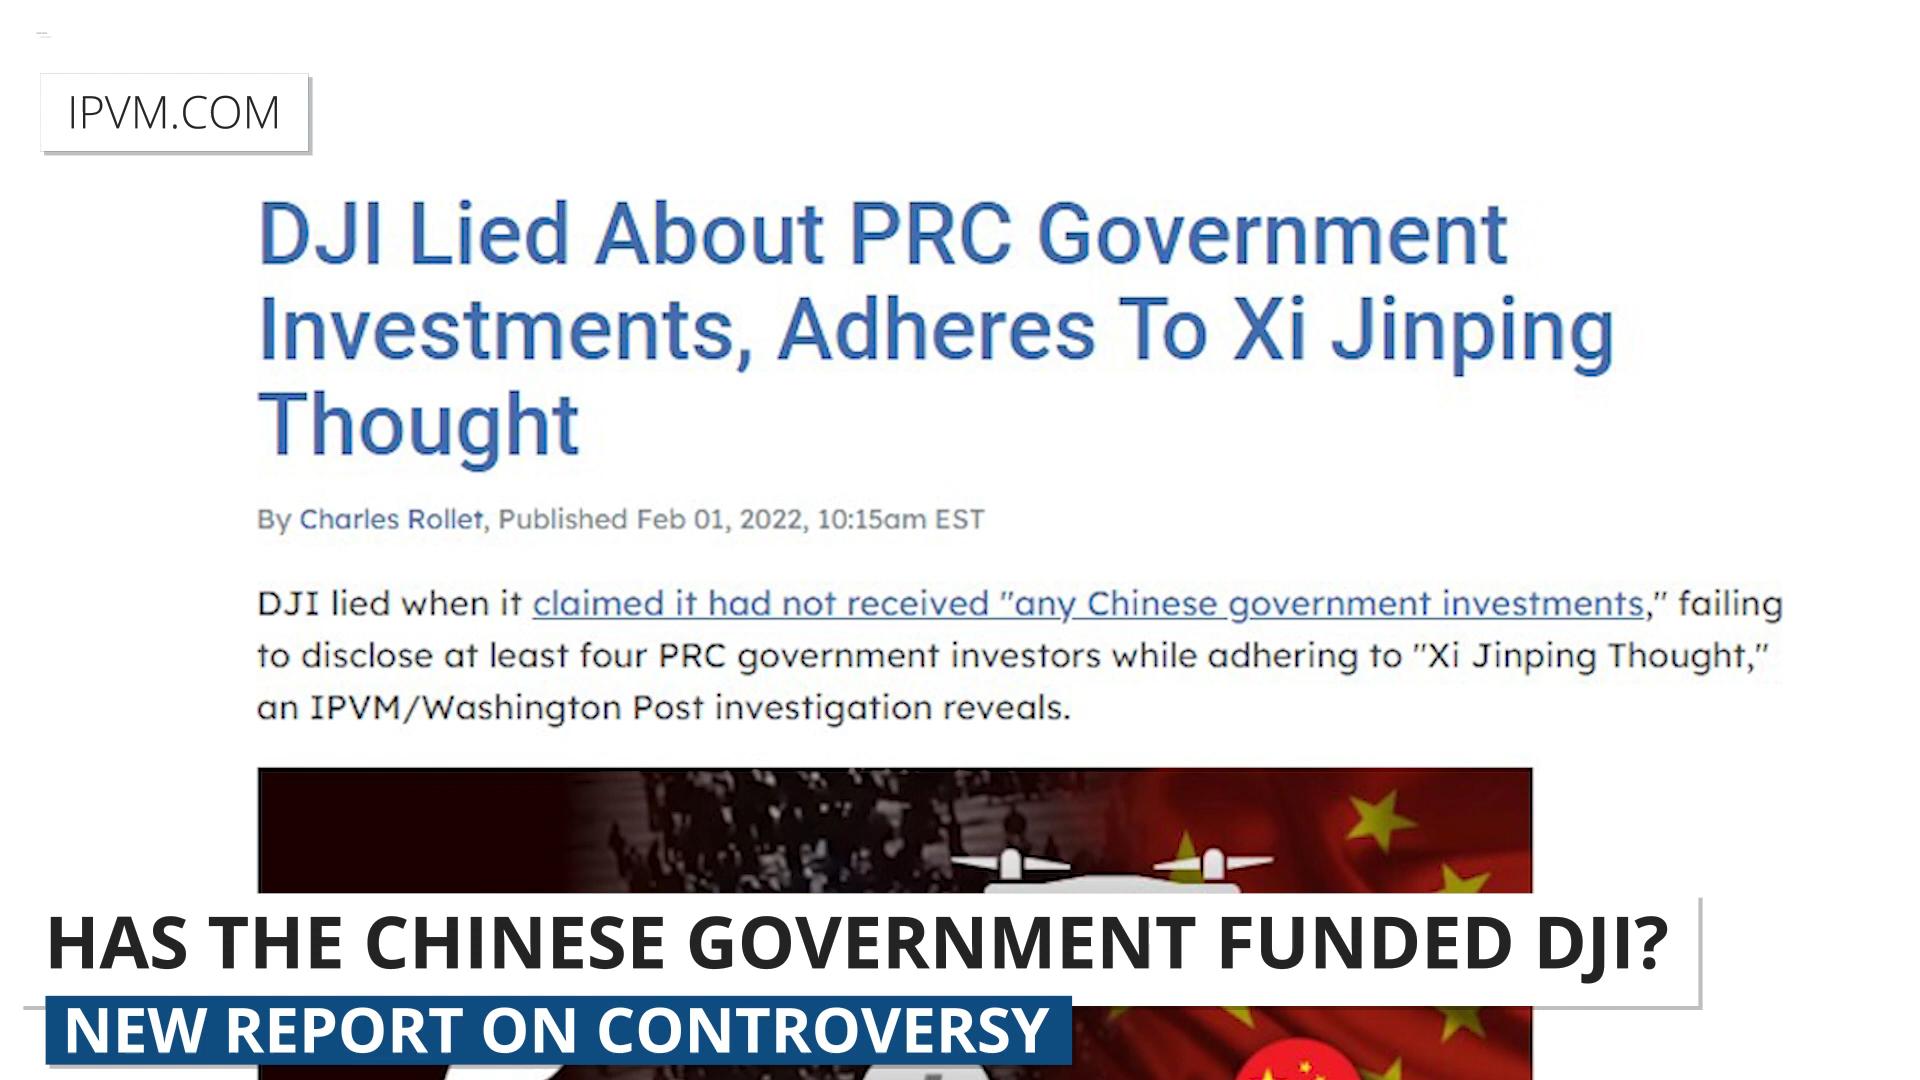 IPVM.COM
DJI Lied About PRC Government
Investments, Adheres To Xi Jinping
Thought
By Charles Rollet, Published Feb 01, 2022, 10:15am EST
DJI lied when it claimed it had not received "any Chinese government investments," failing
to disclose at least four PRC government investors while adhering to "Xi Jinping Thought,"
an IPVM/Washington Post investigation reveals.
HAS THE CHINESE GOVERNMENT FUNDED DJI?
NEW REPORT ON CONTROVERSY